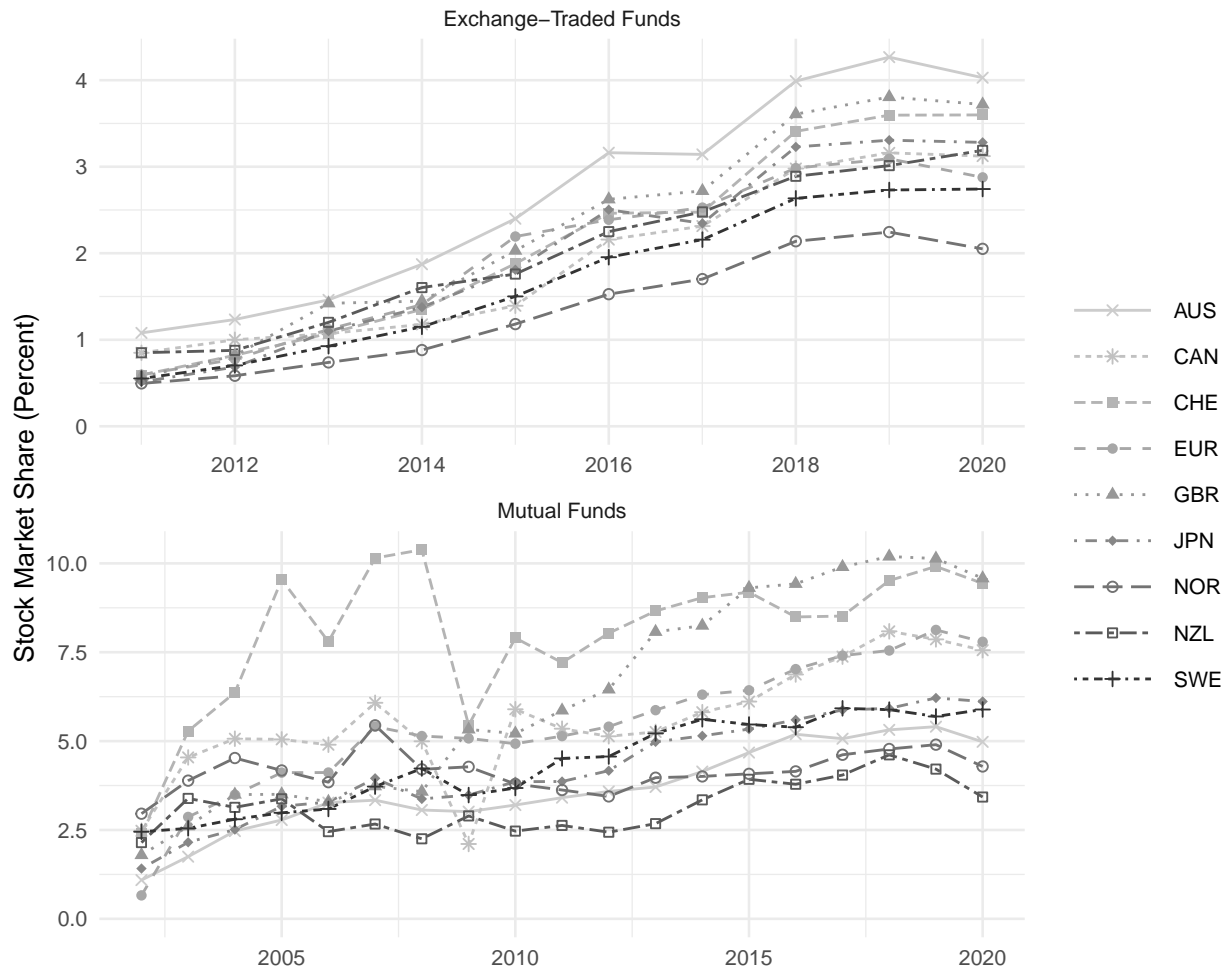 Exchange−Traded Funds
4
3
2
1
0
2012 2014 2016 2018 2020
Stock Market Share (Percent)
Mutual Funds
10.0
7.5
5.0
2.5
0.0
2005 2010 2015 2020
AUS
CAN
CHE
EUR
GBR
JPN
NOR
NZL
SWE